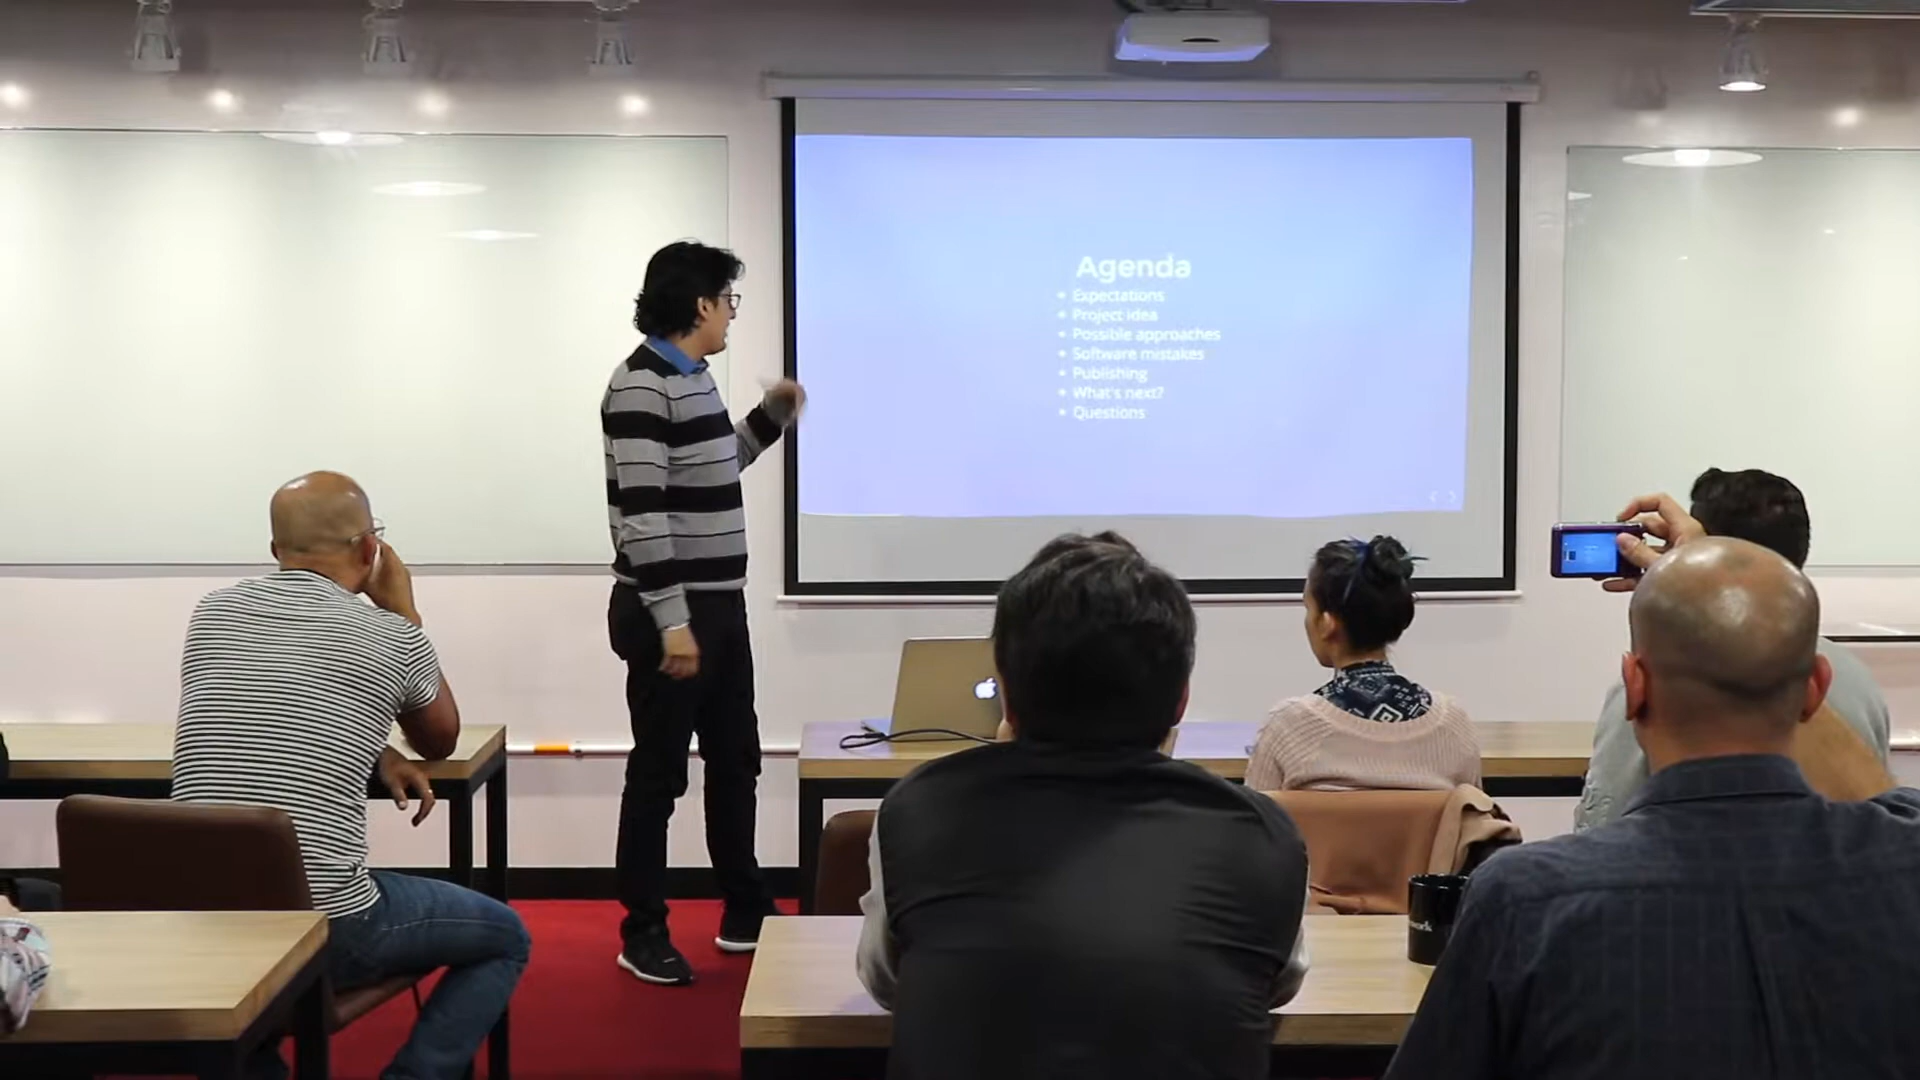 Agenda
• Expectations
• Project idea
• Possible approaches
• Software mistakes
• Publishing
• What's next?
• Questions